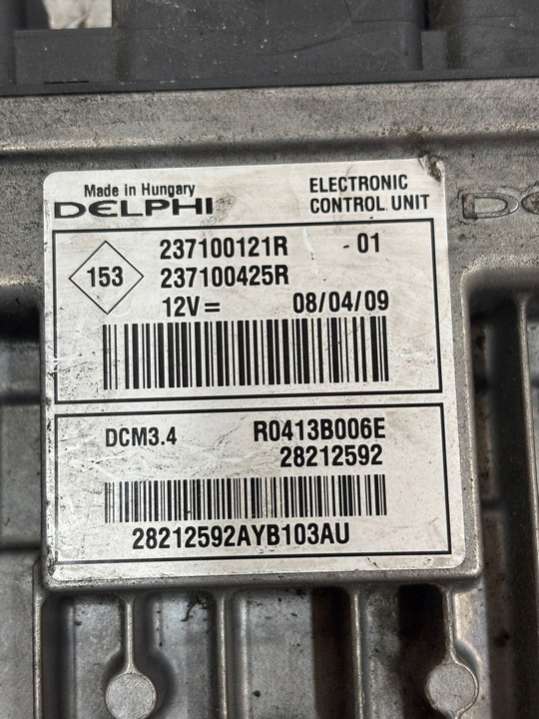 Made in Hungary
DELPHI
ELECTRONIC
CONTROL UNIT
153
237100121R - 01
237100425R
12V= 08/04/09
DCM3.4 R0413B006E
28212592
28212592AYB103AU